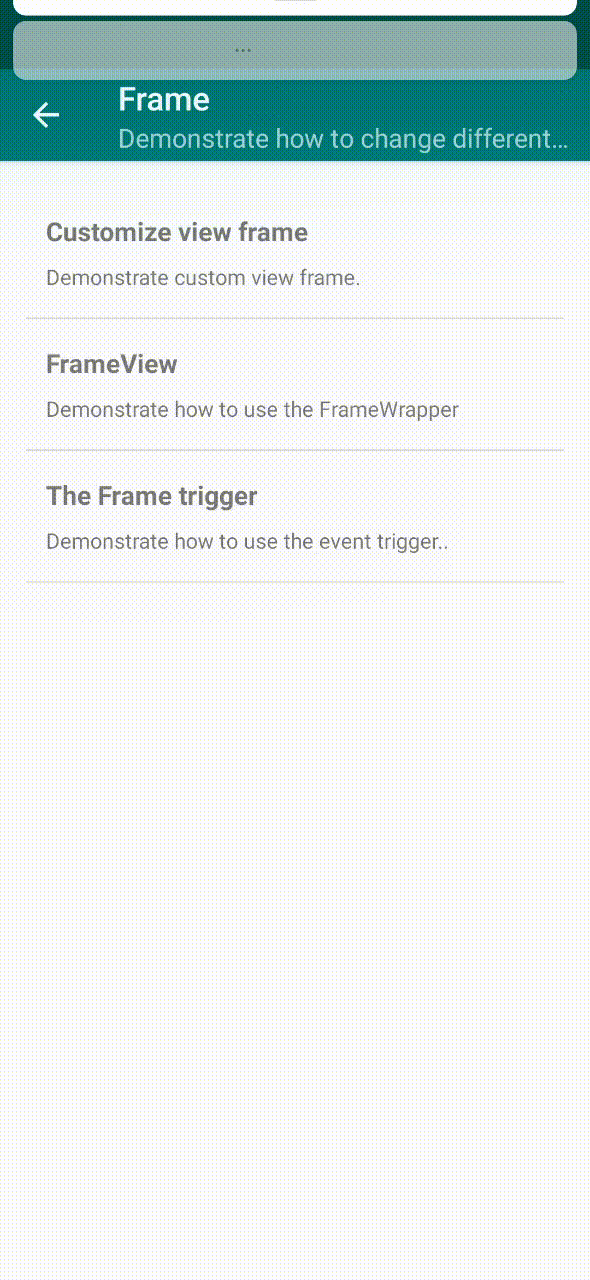 ...
Frame
Demonstrate how to change different...
Customize view frame
Demonstrate custom view frame.
FrameView
Demonstrate how to use the FrameWrapper
The Frame trigger
Demonstrate how to use the event trigger..